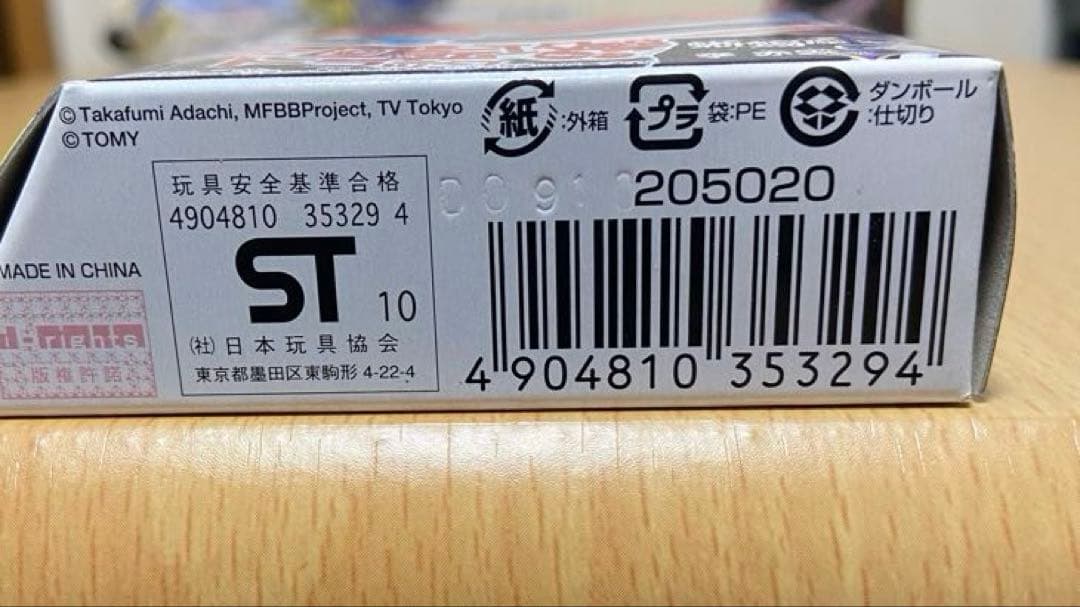 ©Takafumi Adachi, MFBBProject, TV Tokyo
©TOMY
紙:外箱
プラ 袋:PE
ダンボール
:仕切り
玩具安全基準合格
4904810 35329 4
ST 10
(社)日本玩具協会
東京都墨田区東駒形4-22-4
MADE IN CHINA
d-rights
版権許諾
205020
4 904810 353294